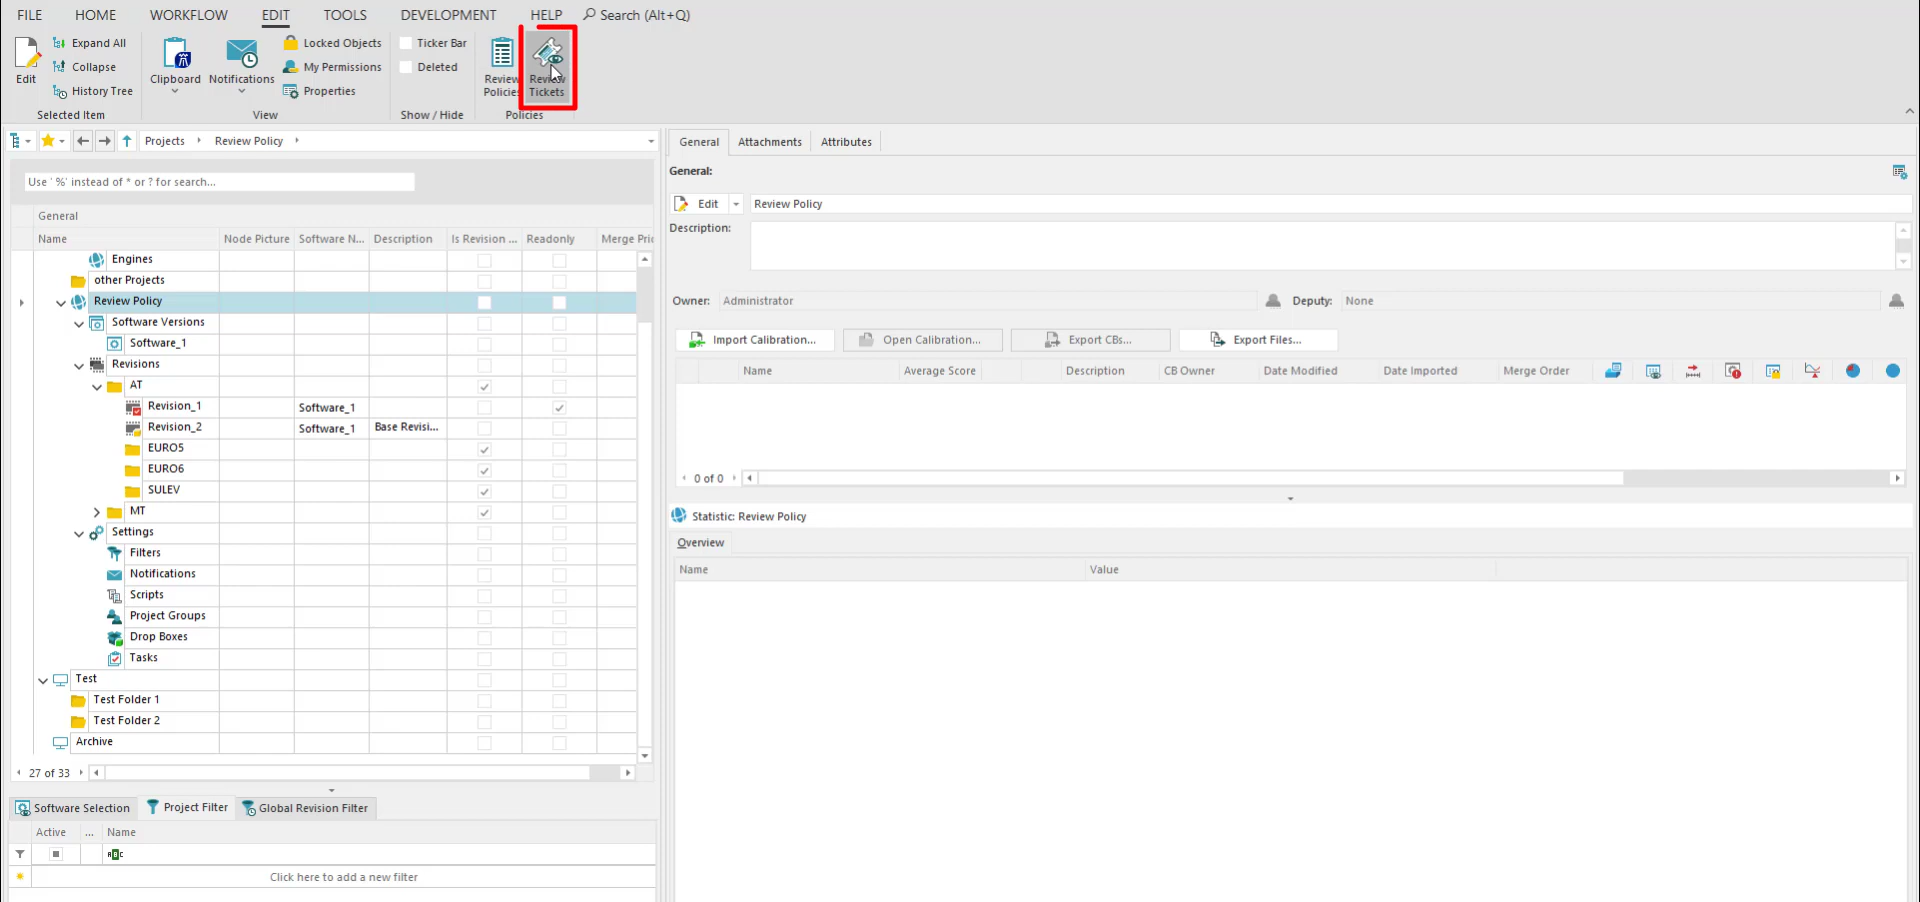 FILE HOME WORKFLOW EDIT TOOLS DEVELOPMENT HELP Search (Alt+Q)
Edit
Expand All
Collapse
History Tree
Selected Item
Clipboard
Notifications
Locked Objects
My Permissions
Properties
View
Ticker Bar
Deleted
Show / Hide
Review
Policies
Review
Tickets
Policies
Projects Review Policy
Use '%' instead of * or ? for search...
General
Name Node Picture Software N... Description Is Revision ... Readonly Merge Pric
Engines
other Projects
Review Policy
Software Versions
Software_1
Revisions
AT
Revision_1 Software_1
Revision_2 Software_1 Base Revisi...
EURO5
EURO6
SULEV
MT
Settings
Filters
Notifications
Scripts
Project Groups
Drop Boxes
Tasks
Test
Test Folder 1
Test Folder 2
Archive
27 of 33
Software Selection Project Filter Global Revision Filter
Active ... Name
Click here to add a new filter
General Attachments Attributes
General:
Edit Review Policy
Description:
Owner: Administrator Deputy: None
Import Calibration... Open Calibration... Export CBs... Export Files...
Name Average Score Description CB Owner Date Modified Date Imported Merge Order
0 of 0
Statistic: Review Policy
Overview
Name Value